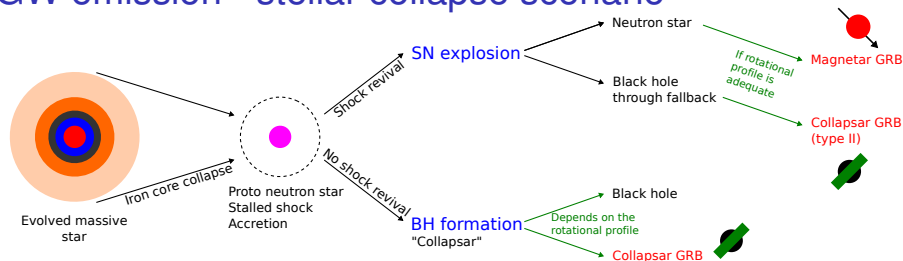 GW emission - stellar collapse scenario
Evolved massive
star
Iron core collapse
Proto neutron star
Stalled shock
Accretion
Shock revival
No shock revival
SN explosion
Neutron star
Black hole
through fallback
If rotational
profile is
adequate
Magnetar GRB
Collapsar GRB
(type II)
BH formation
"Collapsar"
Black hole
Depends on the
rotational profile
Collapsar GRB